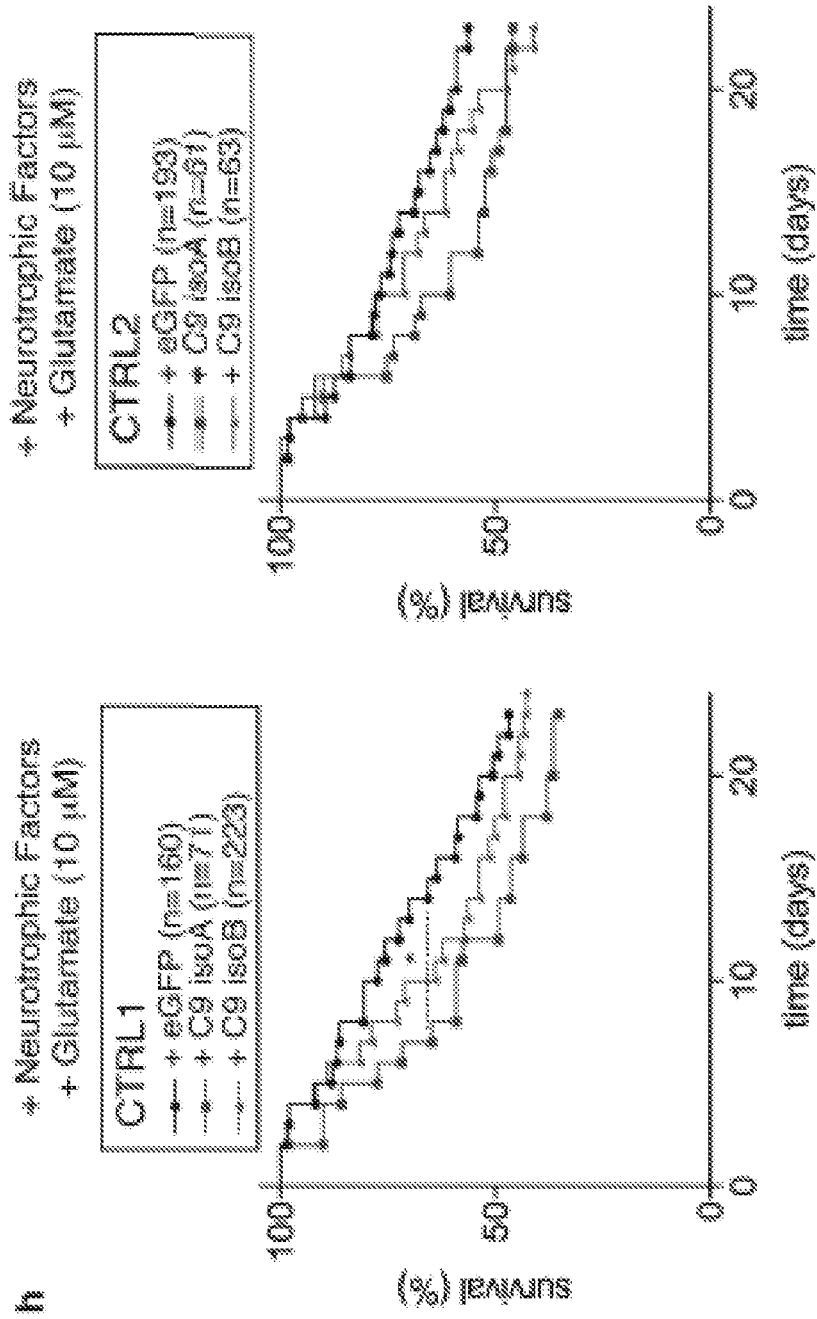 h
+ Neurotrophic Factors
+ Glutamate (10 µM)
CTRL1
+ eGFP (n=160)
+ C9 isoA (n=71)
+ C9 isoB (n=223)
survival (%)
100
50
0
0
10
20
*
time (days)
+ Neurotrophic Factors
+ Glutamate (10 µM)
CTRL2
+ eGFP (n=193)
+ C9 isoA (n=61)
+ C9 isoB (n=63)
survival (%)
100
50
0
0
10
20
time (days)